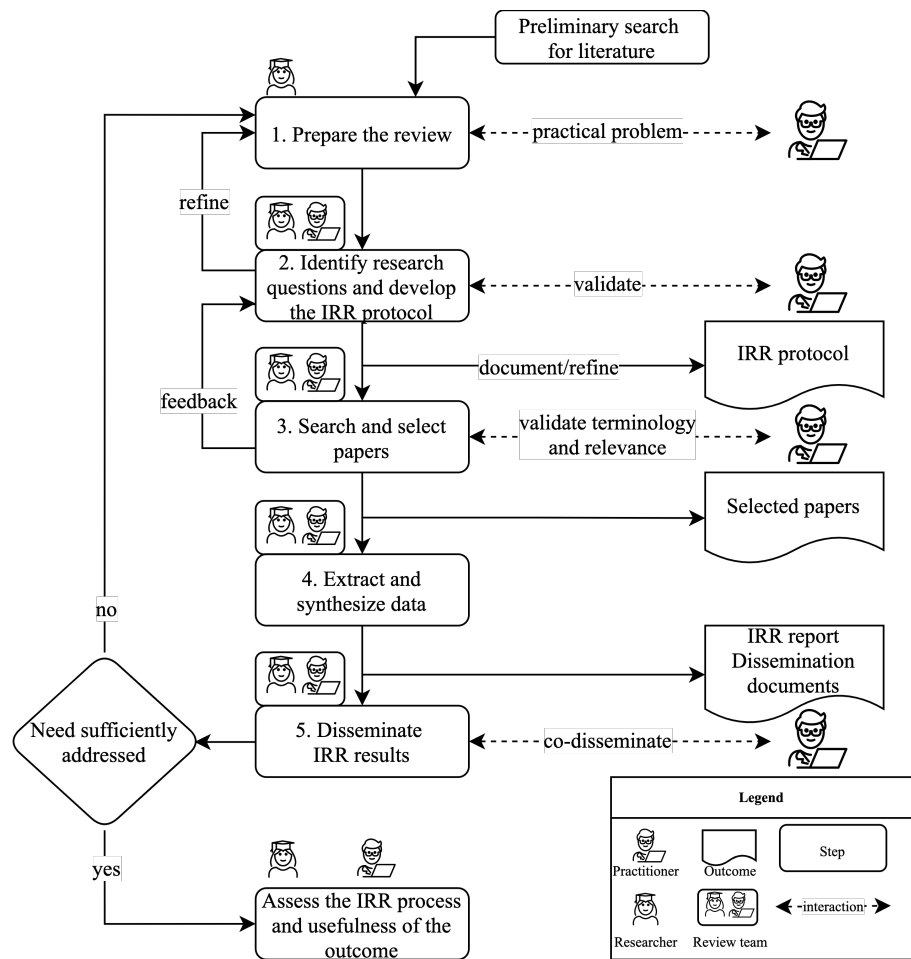 Preliminary search
for literature
1. Prepare the review
practical problem
refine
2. Identify research
questions and develop
the IRR protocol
validate
document/refine
IRR protocol
feedback
3. Search and select
papers
validate terminology
and relevance
Selected papers
4. Extract and
synthesize data
no
IRR report
Dissemination
documents
Need sufficiently
addressed
5. Disseminate
IRR results
co-disseminate
yes
Assess the IRR process
and usefulness of the
outcome
Legend
Practitioner
Outcome
Step
Researcher
Review team
interaction